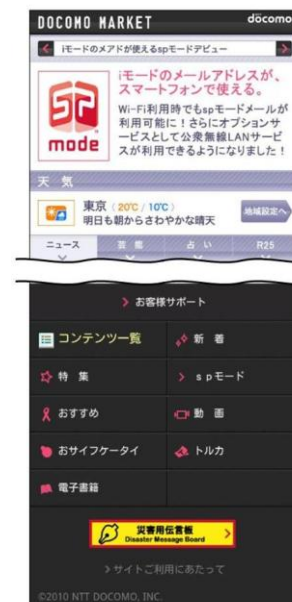 DOCOMO MARKET
döcomo
iモードのメアドが使えるspモードデビュー
sp
mode
iモードのメールアドレスが、
スマートフォンで使える。
Wi-Fi利用時でもspモードメールが
利用可能に！さらにオプションサ
ービスとして公衆無線LANサービ
スが利用できるようになりました！
天 気
東京（20℃ / 10℃）
明日も朝からさわやかな晴天
地域設定へ
ニュース
芸 能
占 い
R25
お客様サポート
コンテンツ一覧
新 着
特 集
ｓｐモード
おすすめ
動 画
おサイフケータイ
トルカ
電子書籍
災害用伝言板
Disaster Message Board
サイトご利用にあたって
©2010 NTT DOCOMO, INC.